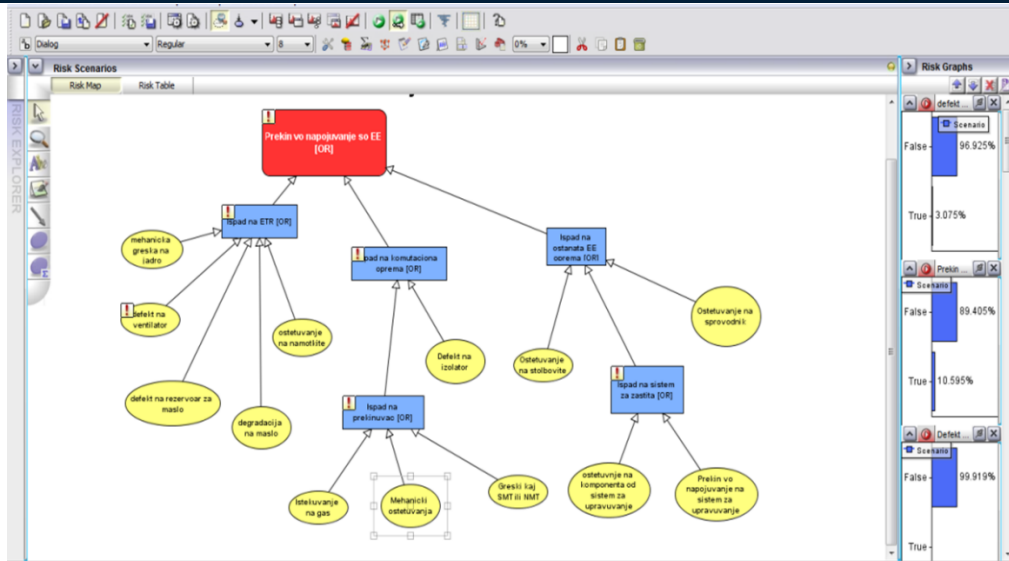 Dialog
Regular
8
0%
Risk Scenarios
Risk Graphs
Risk Map
Risk Table
RISK EXPLORER
Prekin vo napojuvanje so EE
[OR]
Ispad na ETR [OR]
mehanicka
greska na
jadro
defekt na
ventilator
defekt na rezervoar za
maslo
degradacija
na maslo
ostetuvanje
na namotkite
pad na komutaciona
oprema [OR]
Defekt na
izolator
Ispad na
prekinuvac [OR]
Istekuvanje
na gas
Mehanicki
ostetuvanja
Greski kaj
SMT ili NMT
Ispad na
ostanata EE
oprema [OR]
Ostetuvanje
na stolbovite
Ostetuvanje na
sprovodnik
Ispad na sistem
za zastita [OR]
ostetuvnje na
komponenta od
sistem za
upravuvanje
Prekin vo
napojuvanje na
sistem za
upravuvanje
defekt ...
Scenario
False
96.925%
True
3.075%
Prekin ...
Scenario
False
89.405%
True
10.595%
Defekt ...
Scenario
False
99.919%
True